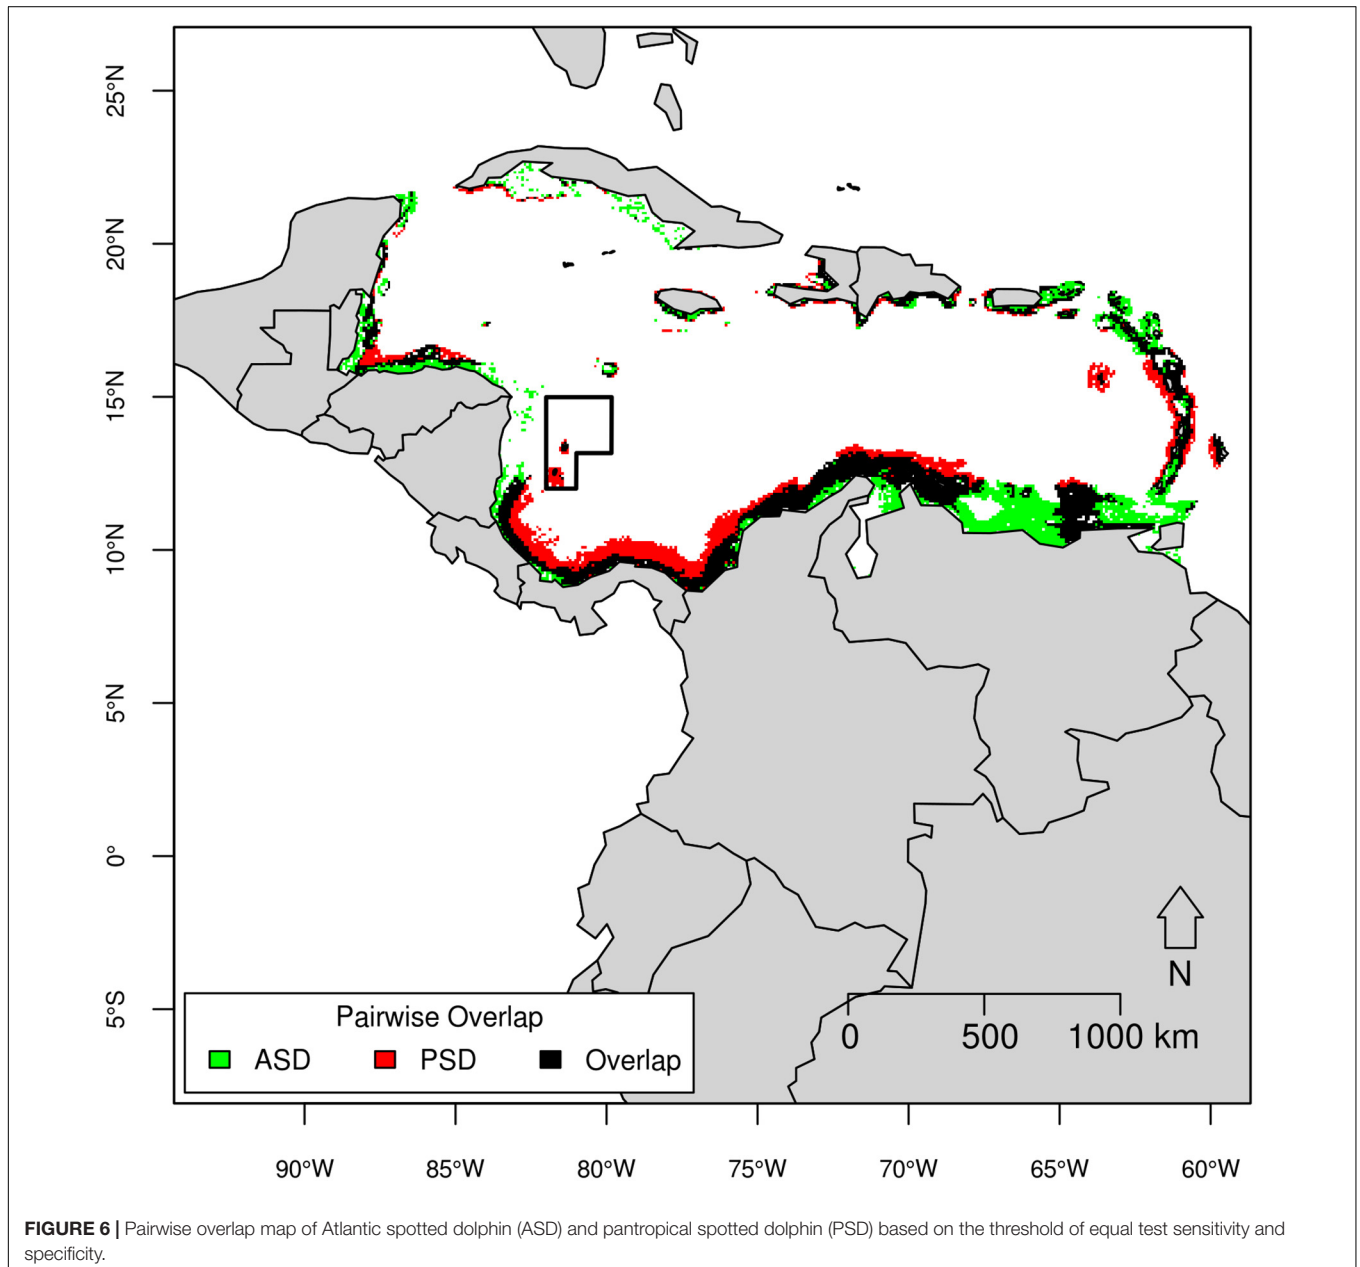 25°N
20°N
15°N
10°N
5°N
0°
5°S
N
0 500 1000 km
Pairwise Overlap
ASD PSD Overlap
90°W 85°W 80°W 75°W 70°W 65°W 60°W
FIGURE 6 | Pairwise overlap map of Atlantic spotted dolphin (ASD) and pantropical spotted dolphin (PSD) based on the threshold of equal test sensitivity and
specificity.